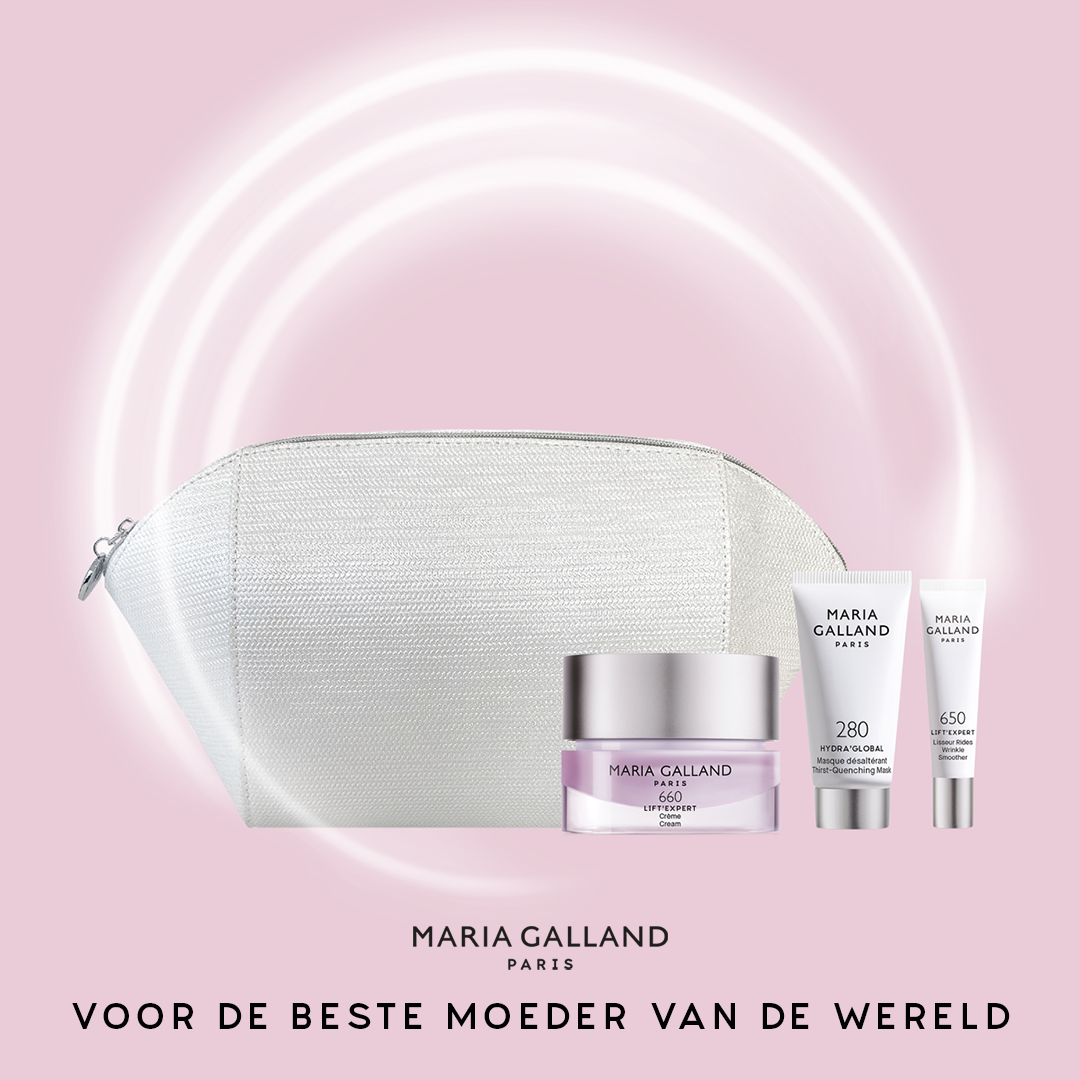 MARIA
GALLAND
PARIS
280
HYDRA'GLOBAL
Masque désaltérant
Thirst-Quenching Mask
MARIA
GALLAND
PARIS
650
LIFT'EXPERT
Lisseur Rides
Wrinkle
Smoother
MARIA GALLAND
PARIS
660
LIFT'EXPERT
Crème
Cream
MARIA GALLAND
PARIS
VOOR DE BESTE MOEDER VAN DE WERELD